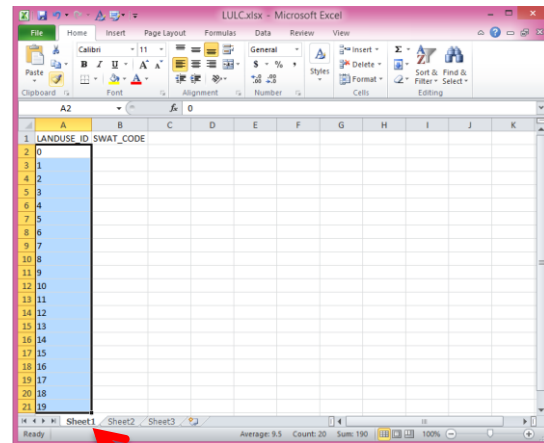 LULC.xlsx - Microsoft Excel
File Home Insert Page Layout Formulas Data Review View
Paste Calibri 11 General Styles Insert Σ Sort & Filter Find & Select
B I U A A $ % , Delete
A .0 .00 .00 .0 Format
Clipboard Font Alignment Number Cells Editing
A2 fx 0
A B C D E F G H I J K
1 LANDUSE_ID SWAT_CODE
2 0
3 1
4 2
5 3
6 4
7 5
8 6
9 7
10 8
11 9
12 10
13 11
14 12
15 13
16 14
17 15
18 16
19 17
20 18
21 19
Sheet1 Sheet2 Sheet3
Ready Average: 9.5 Count: 20 Sum: 190 100%